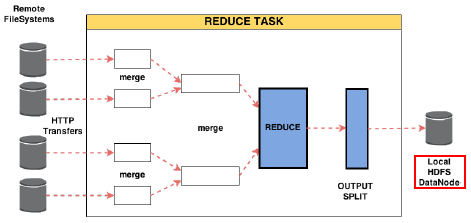 Remote
FileSystems
REDUCE TASK
merge
HTTP
Transfers
merge
REDUCE
merge
OUTPUT
SPLIT
Local
HDFS
DataNode